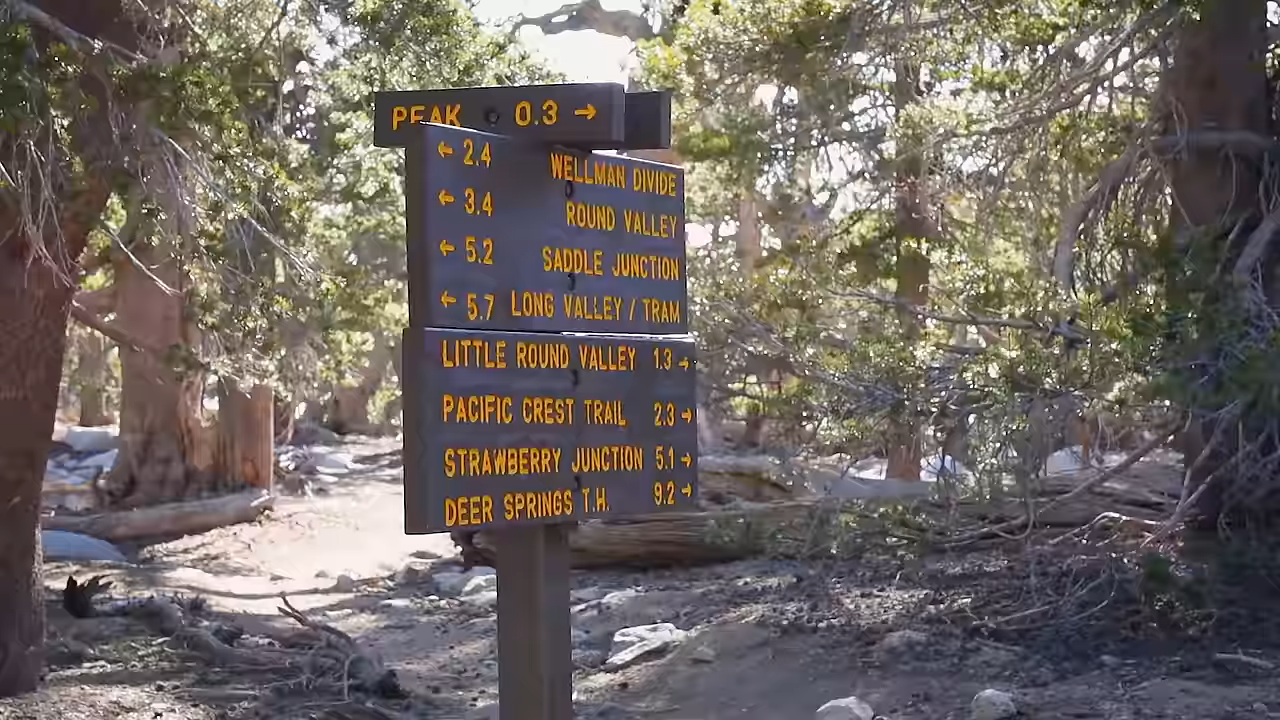 PEAK 0.3 →
← 2.4 WELLMAN DIVIDE
← 3.4 ROUND VALLEY
← 5.2 SADDLE JUNCTION
← 5.7 LONG VALLEY / TRAM
LITTLE ROUND VALLEY 1.3 →
PACIFIC CREST TRAIL 2.3 →
STRAWBERRY JUNCTION 5.1 →
DEER SPRINGS T.H. 9.2 →